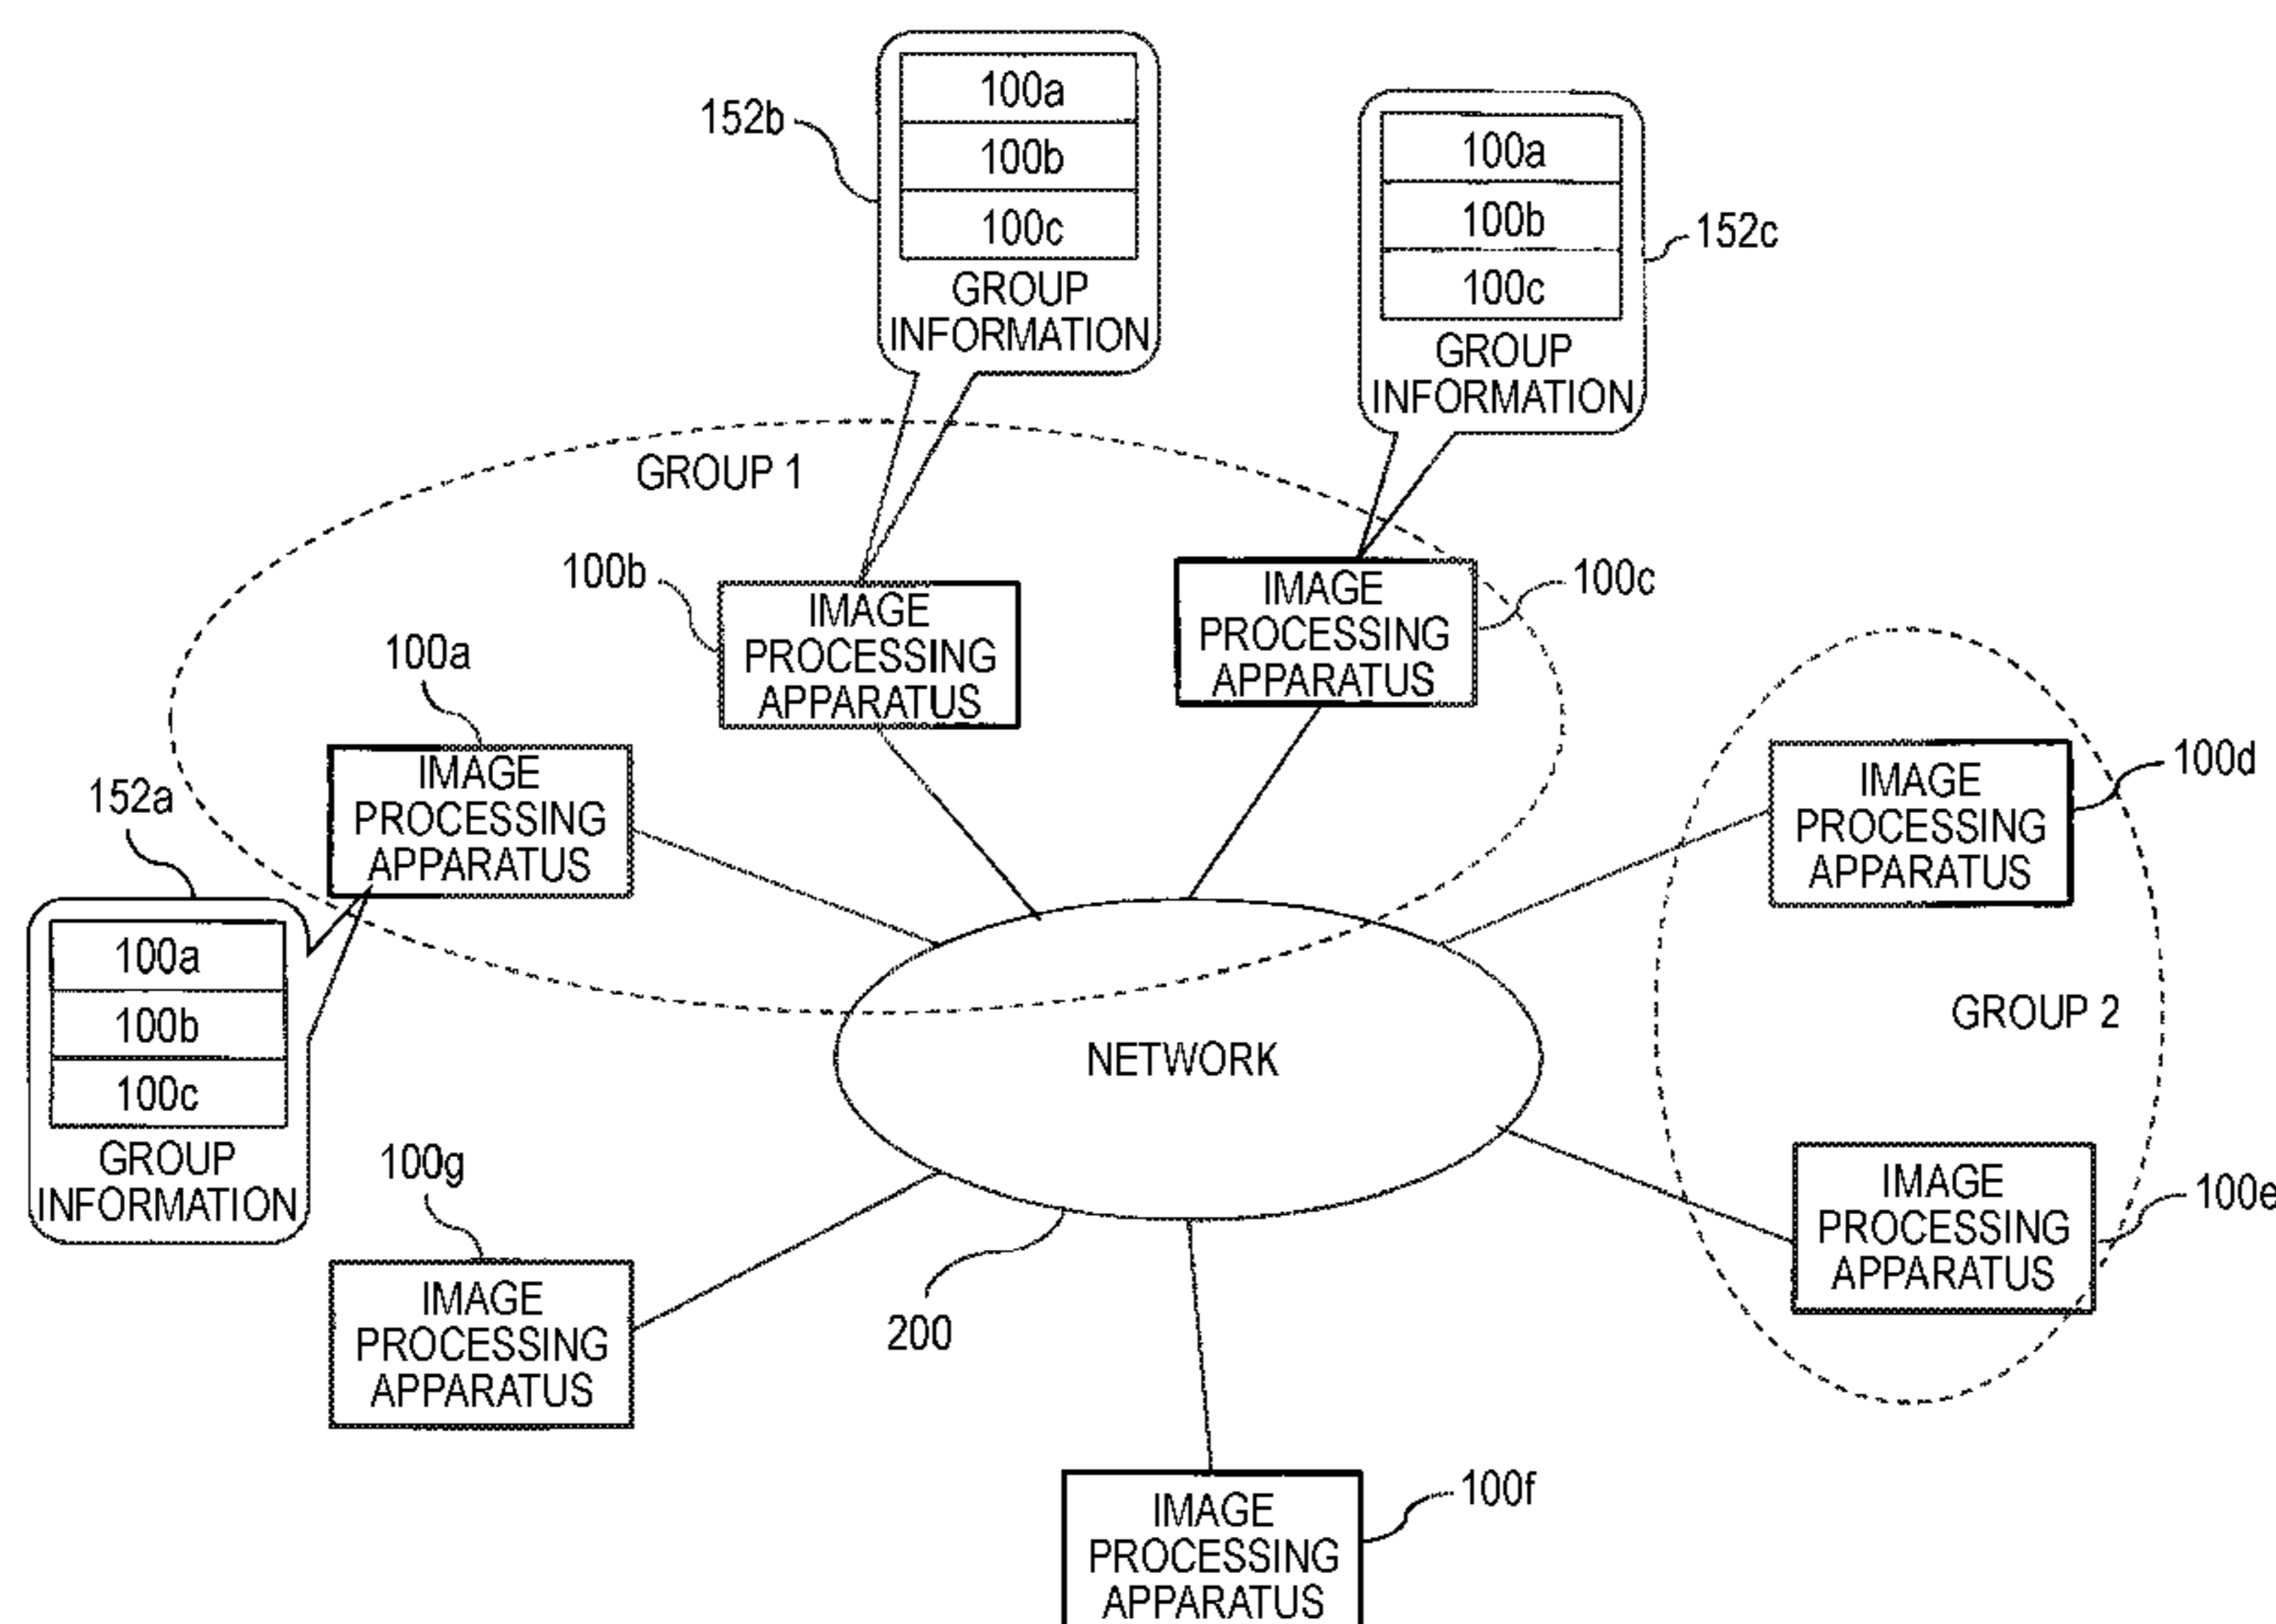 152b
100a
100b
100c
GROUP
INFORMATION
100a
100b
100c
GROUP
INFORMATION
152c
GROUP 1
100b
IMAGE
PROCESSING
APPARATUS
IMAGE
PROCESSING
APPARATUS
100c
100a
IMAGE
PROCESSING
APPARATUS
152a
100a
100b
100c
GROUP
INFORMATION
IMAGE
PROCESSING
APPARATUS
100d
GROUP 2
NETWORK
200
IMAGE
PROCESSING
APPARATUS
100e
100g
IMAGE
PROCESSING
APPARATUS
IMAGE
PROCESSING
APPARATUS
100f